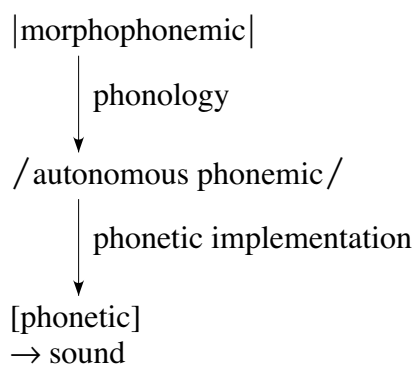 |morphophonemic|
phonology
/autonomous phonemic/
phonetic implementation
[phonetic]
→ sound